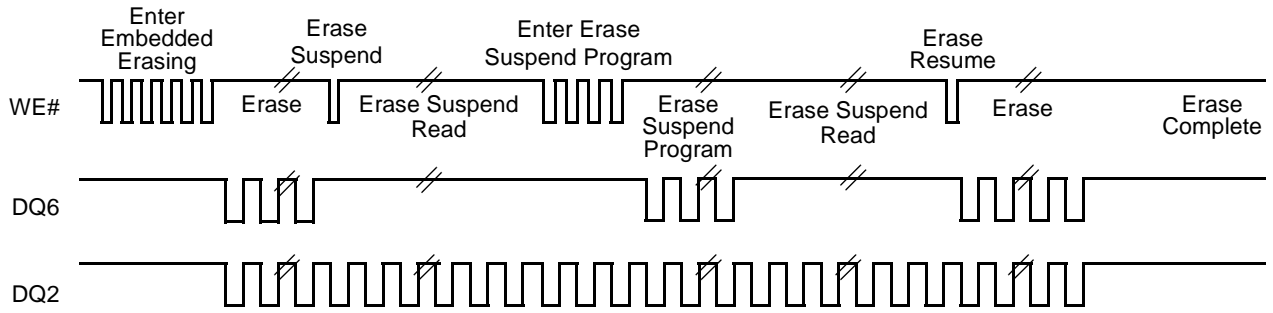 Enter
Embedded
Erasing
Erase
Suspend
Enter Erase
Suspend Program
Erase
Resume
WE#
Erase
Erase Suspend
Read
Erase
Suspend
Program
Erase Suspend
Read
Erase
Erase
Complete
DQ6
DQ2